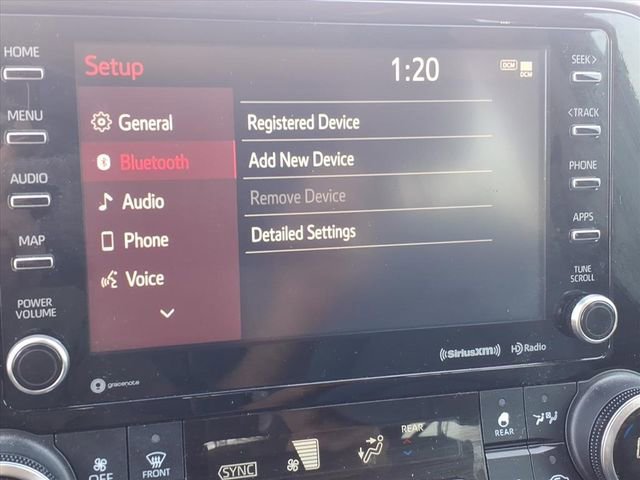 HOME
MENU
AUDIO
MAP
POWER
VOLUME
Setup
1:20
DCM
DCM
General
Bluetooth
Audio
Phone
Voice
Registered Device
Add New Device
Remove Device
Detailed Settings
SEEK>
<TRACK
PHONE
APPS
TUNE
SCROLL
gracenote
((SiriusXM))
HD Radio
OFF
FRONT
SYNC
REAR
REAR